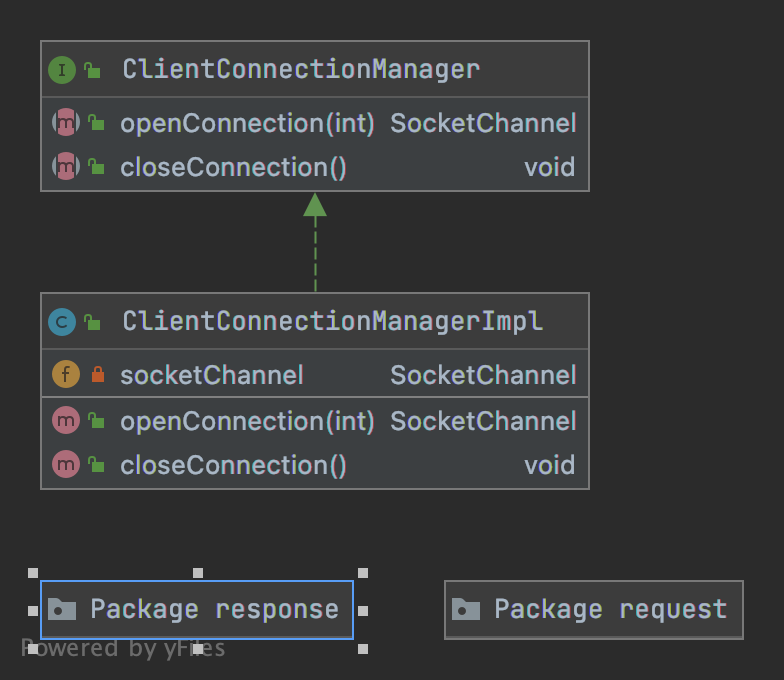 I ClientConnectionManager
m openConnection(int) SocketChannel
m closeConnection() void
C ClientConnectionManagerImpl
f socketChannel SocketChannel
m openConnection(int) SocketChannel
m closeConnection() void
Package response Package request
Powered by yFiles